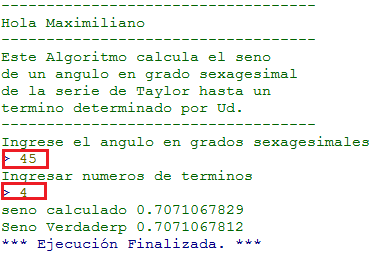 -----------------------------------
Hola Maximiliano
-----------------------------------
Este Algoritmo calcula el seno
de un angulo en grado sexagesimal
de la serie de Taylor hasta un
termino determinado por Ud.
-----------------------------------
Ingrese el angulo en grados sexagesimales
> 45
Ingresar numeros de terminos
> 4
seno calculado 0.7071067829
Seno Verdaderp 0.7071067812
*** Ejecución Finalizada. ***